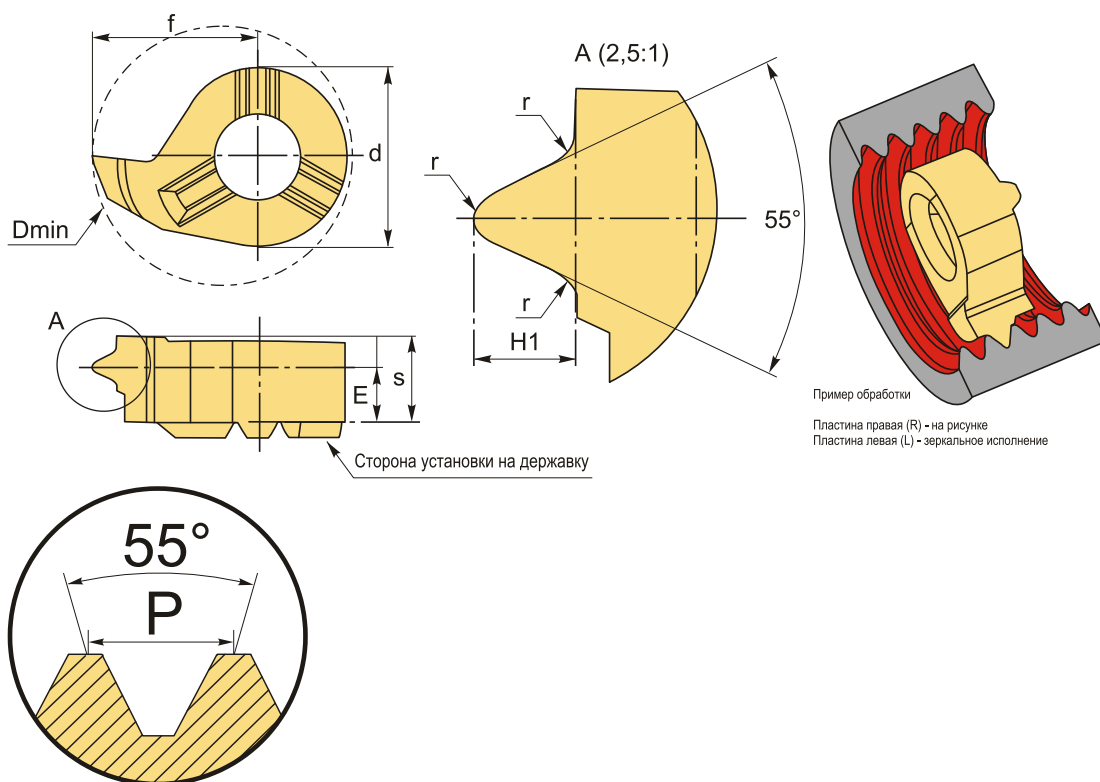 f
A (2,5:1)
r
r
d
55°
Dmin
r
A
H1
s
E
Пример обработки
Пластина правая (R) - на рисунке
Пластина левая (L) - зеркальное исполнение
Сторона установки на державку
55°
P